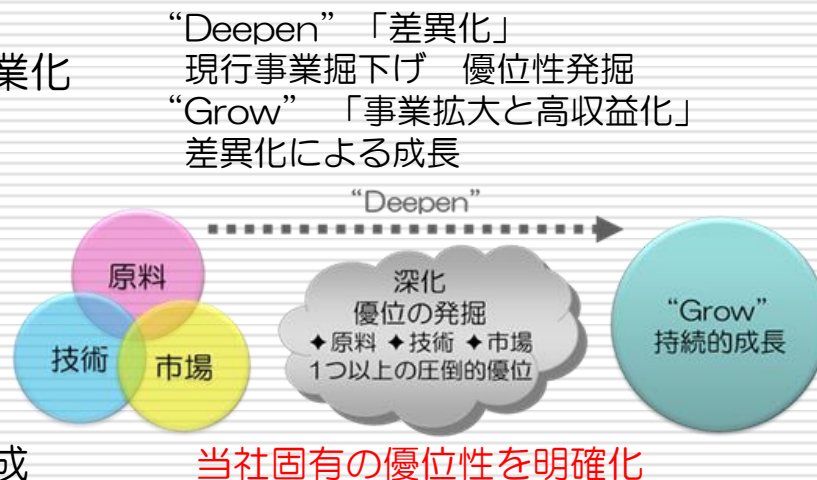 “Deepen”「差異化」
業化 現行事業掘下げ 優位性発掘
“Grow” 「事業拡大と高収益化」
差異化による成長
“Deepen”
原料
技術
市場
深化
優位の発掘
✦原料 ✦技術 ✦市場
1つ以上の圧倒的優位
“Grow”
持続的成長
成 当社固有の優位性を明確化